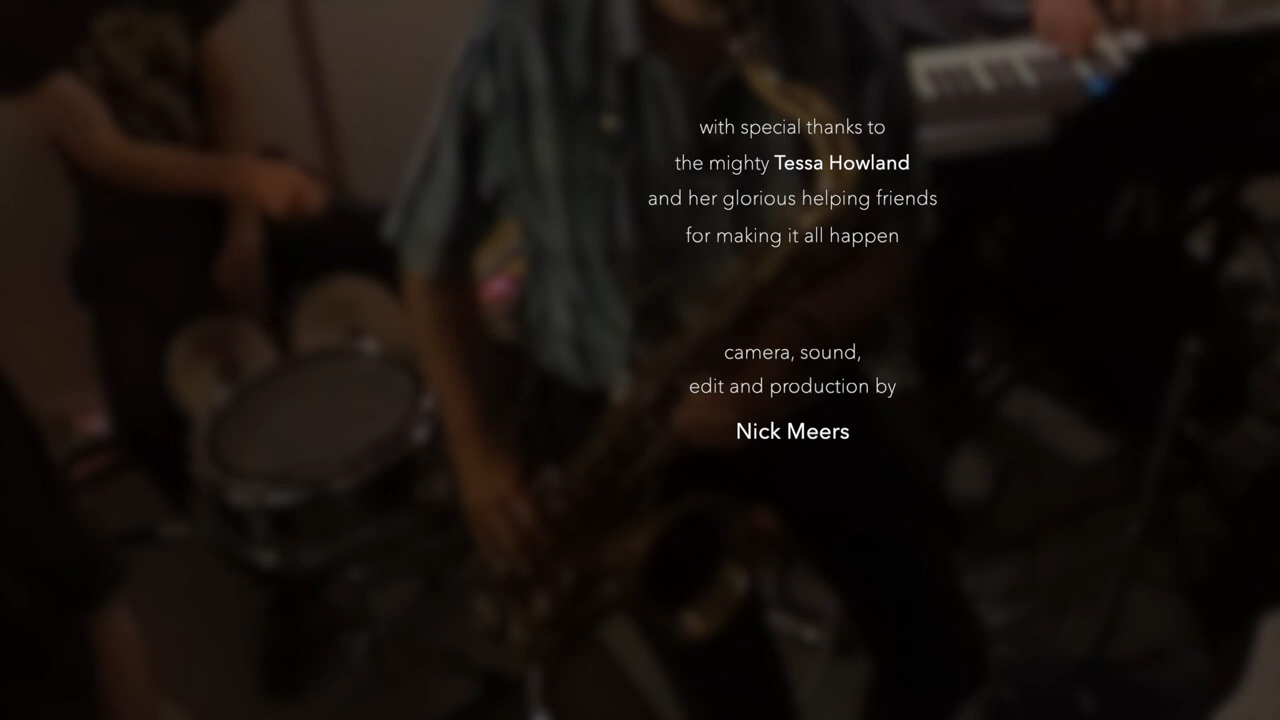 with special thanks to
the mighty Tessa Howland
and her glorious helping friends
for making it all happen
camera, sound,
edit and production by
Nick Meers